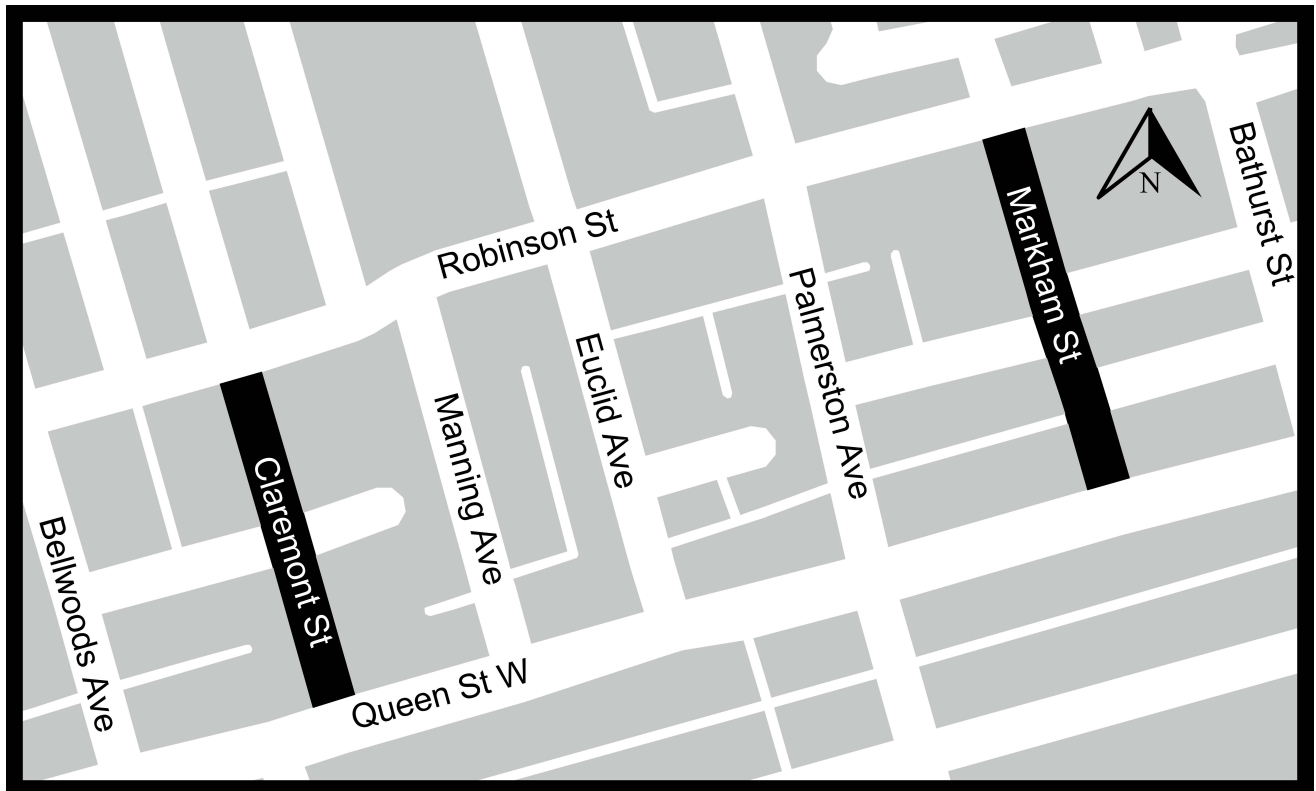 Robinson St
Markham St
N
Bathurst St
Palmerston Ave
Euclid Ave
Manning Ave
Claremont St
Bellwoods Ave
Queen St W